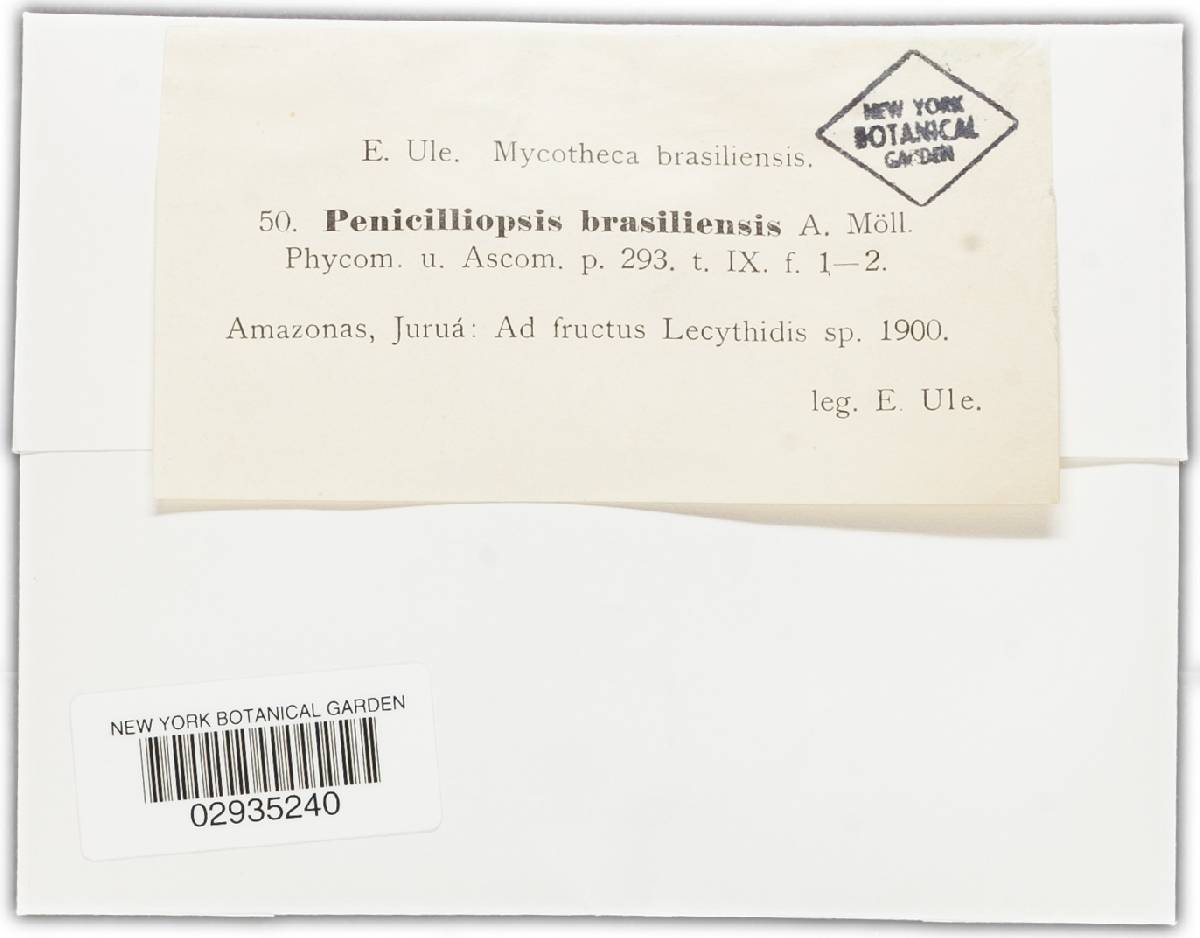 NEW YORK
BOTANICAL
GARDEN
E. Ule. Mycotheca brasiliensis.
50. Penicilliopsis brasiliensis A. Möll.
Phycom. u. Ascom. p. 293. t. IX. f. 1—2.
Amazonas, Juruá: Ad fructus Lecythidis sp. 1900.
leg. E. Ule.
NEW YORK BOTANICAL GARDEN
02935240